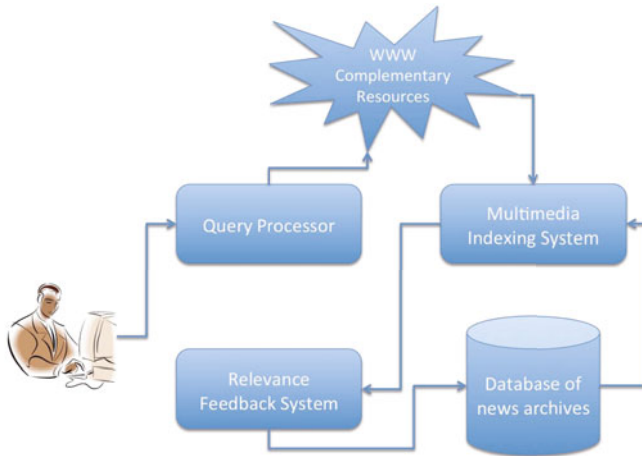 WWW
Complementary
Resources
Query Processor
Multimedia
Indexing System
Relevance
Feedback System
Database of
news archives